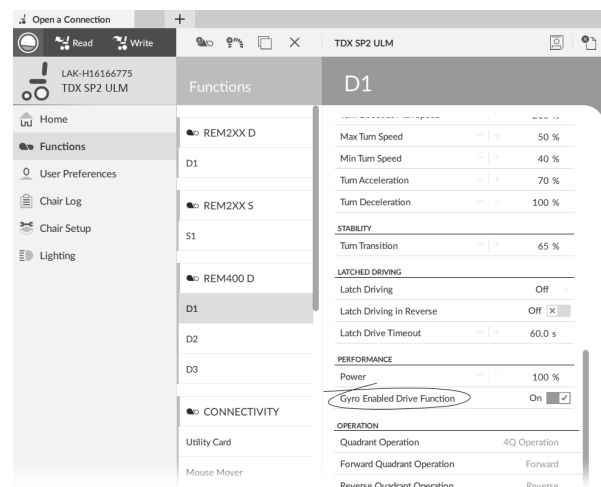 Open a Connection
Read Write
TDX SP2 ULM
LAK-H16166775
TDX SP2 ULM
Home
Functions
User Preferences
Chair Log
Chair Setup
Lighting
Functions
REM2XX D
D1
REM2XX S
S1
REM400 D
D1
D2
D3
CONNECTIVITY
Utility Card
Mouse Mover
D1
Max Turn Speed − + 50 %
Min Turn Speed − + 40 %
Turn Acceleration − + 70 %
Turn Deceleration − + 100 %
STABILITY
Turn Transition − + 65 %
LATCHED DRIVING
Latch Driving Off
Latch Driving in Reverse Off
Latch Drive Timeout − + 60.0 s
PERFORMANCE
Power − + 100 %
Gyro Enabled Drive Function On
OPERATION
Quadrant Operation 4Q Operation
Forward Quadrant Operation Forward
Reverse Quadrant Operation Reverse